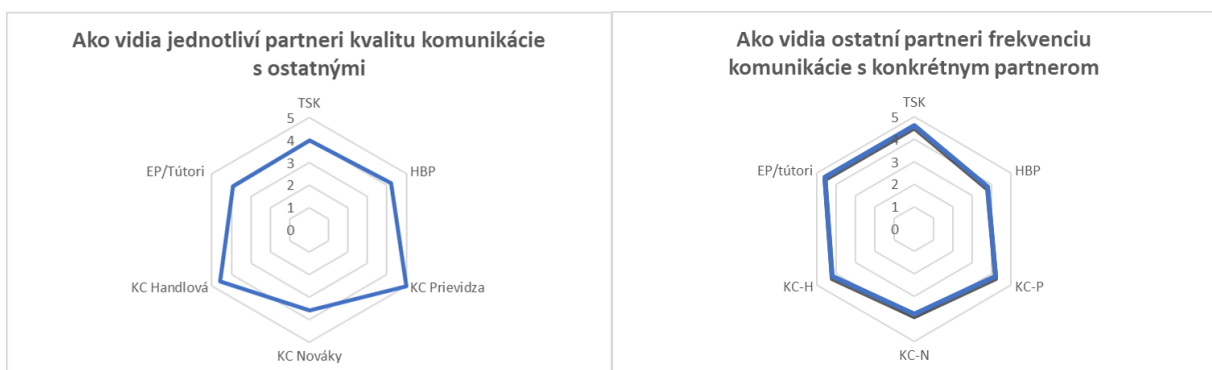 Ako vidia jednotliví partneri kvalitu komunikácie
s ostatnými
TSK
5
4
3
2
1
0
HBP
KC Prievidza
KC Nováky
KC Handlová
EP/Tútori
Ako vidia ostatní partneri frekvenciu
komunikácie s konkrétnym partnerom
TSK
5
4
3
2
1
0
HBP
KC-P
KC-N
KC-H
EP/tútori